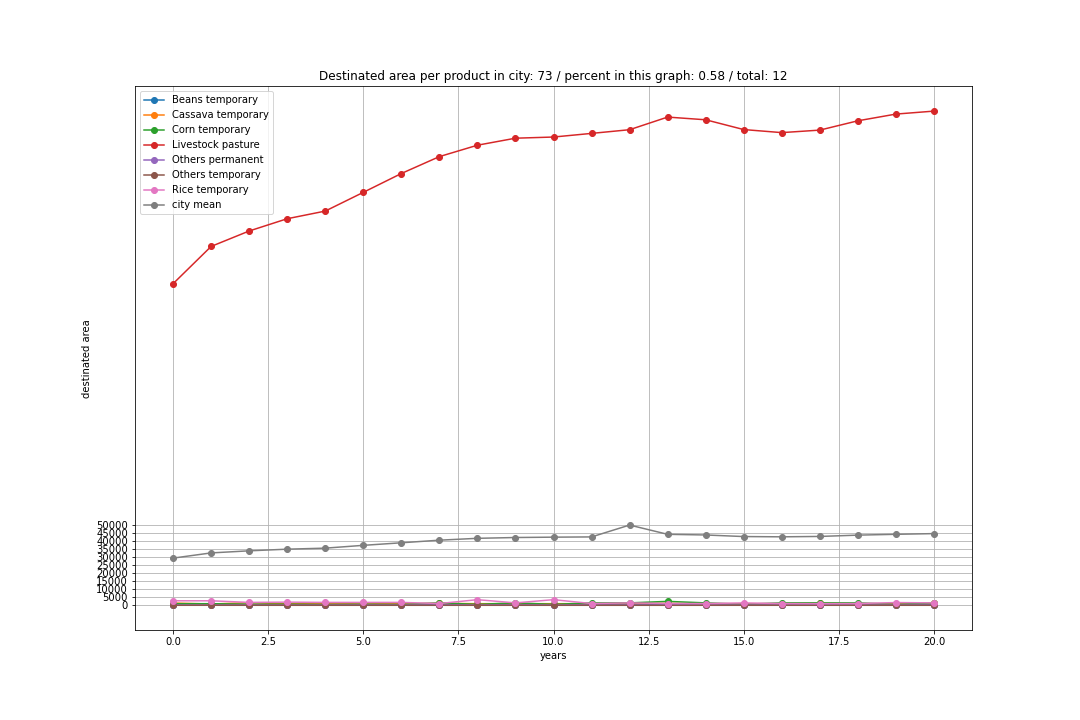 Destinated area per product in city: 73 / percent in this graph: 0.58 / total: 12
Beans temporary
Cassava temporary
Corn temporary
Livestock pasture
Others permanent
Others temporary
Rice temporary
city mean
destinated area
50000
45000
40000
35000
30000
25000
20000
15000
10000
5000
0
0.0 2.5 5.0 7.5 10.0 12.5 15.0 17.5 20.0
years